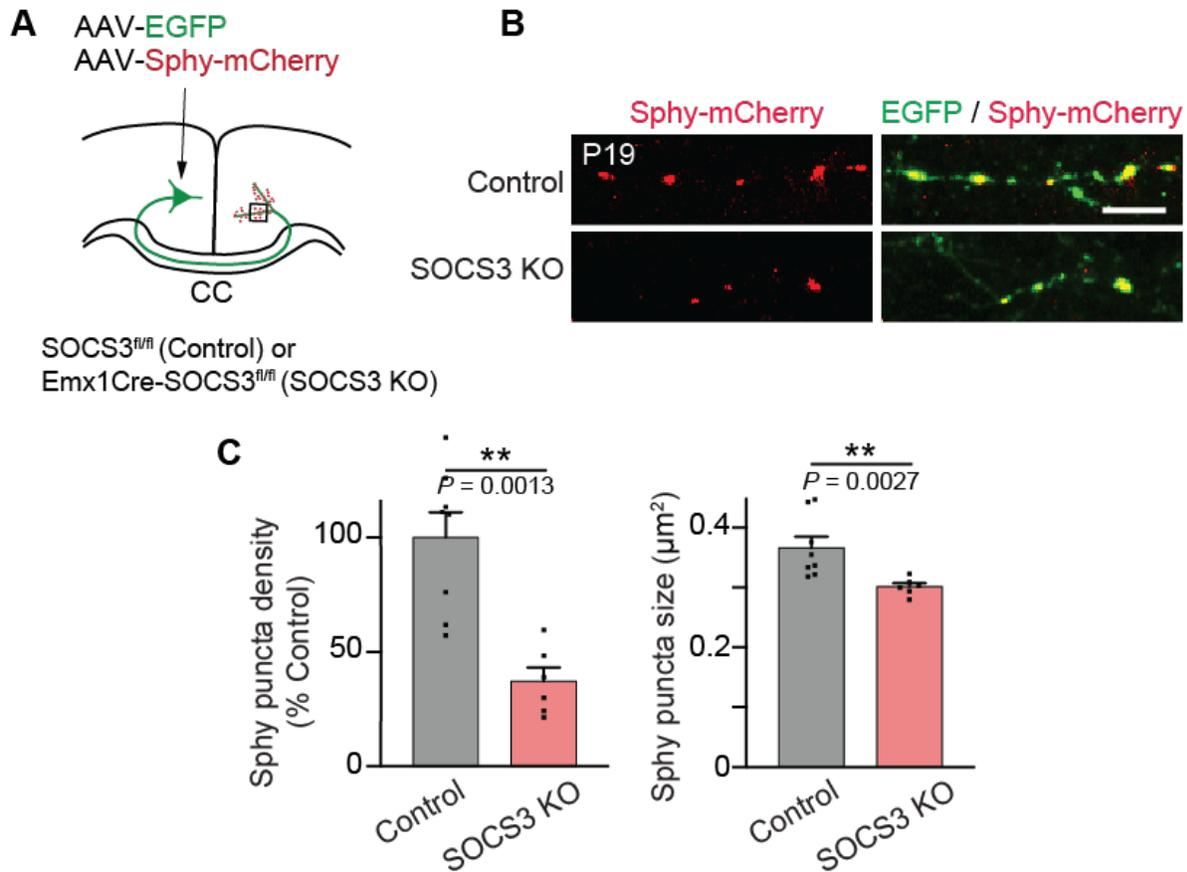 A
AAV-EGFP
AAV-Sphy-mCherry
CC
SOCS3fl/fl (Control) or
Emx1Cre-SOCS3fl/fl (SOCS3 KO)
B
Sphy-mCherry
EGFP / Sphy-mCherry
P19
Control
SOCS3 KO
C
Sphy puncta density
(% Control)
100
50
0
**
P = 0.0013
Control
SOCS3 KO
Sphy puncta size (μm²)
0.4
0.2
0
**
P = 0.0027
Control
SOCS3 KO